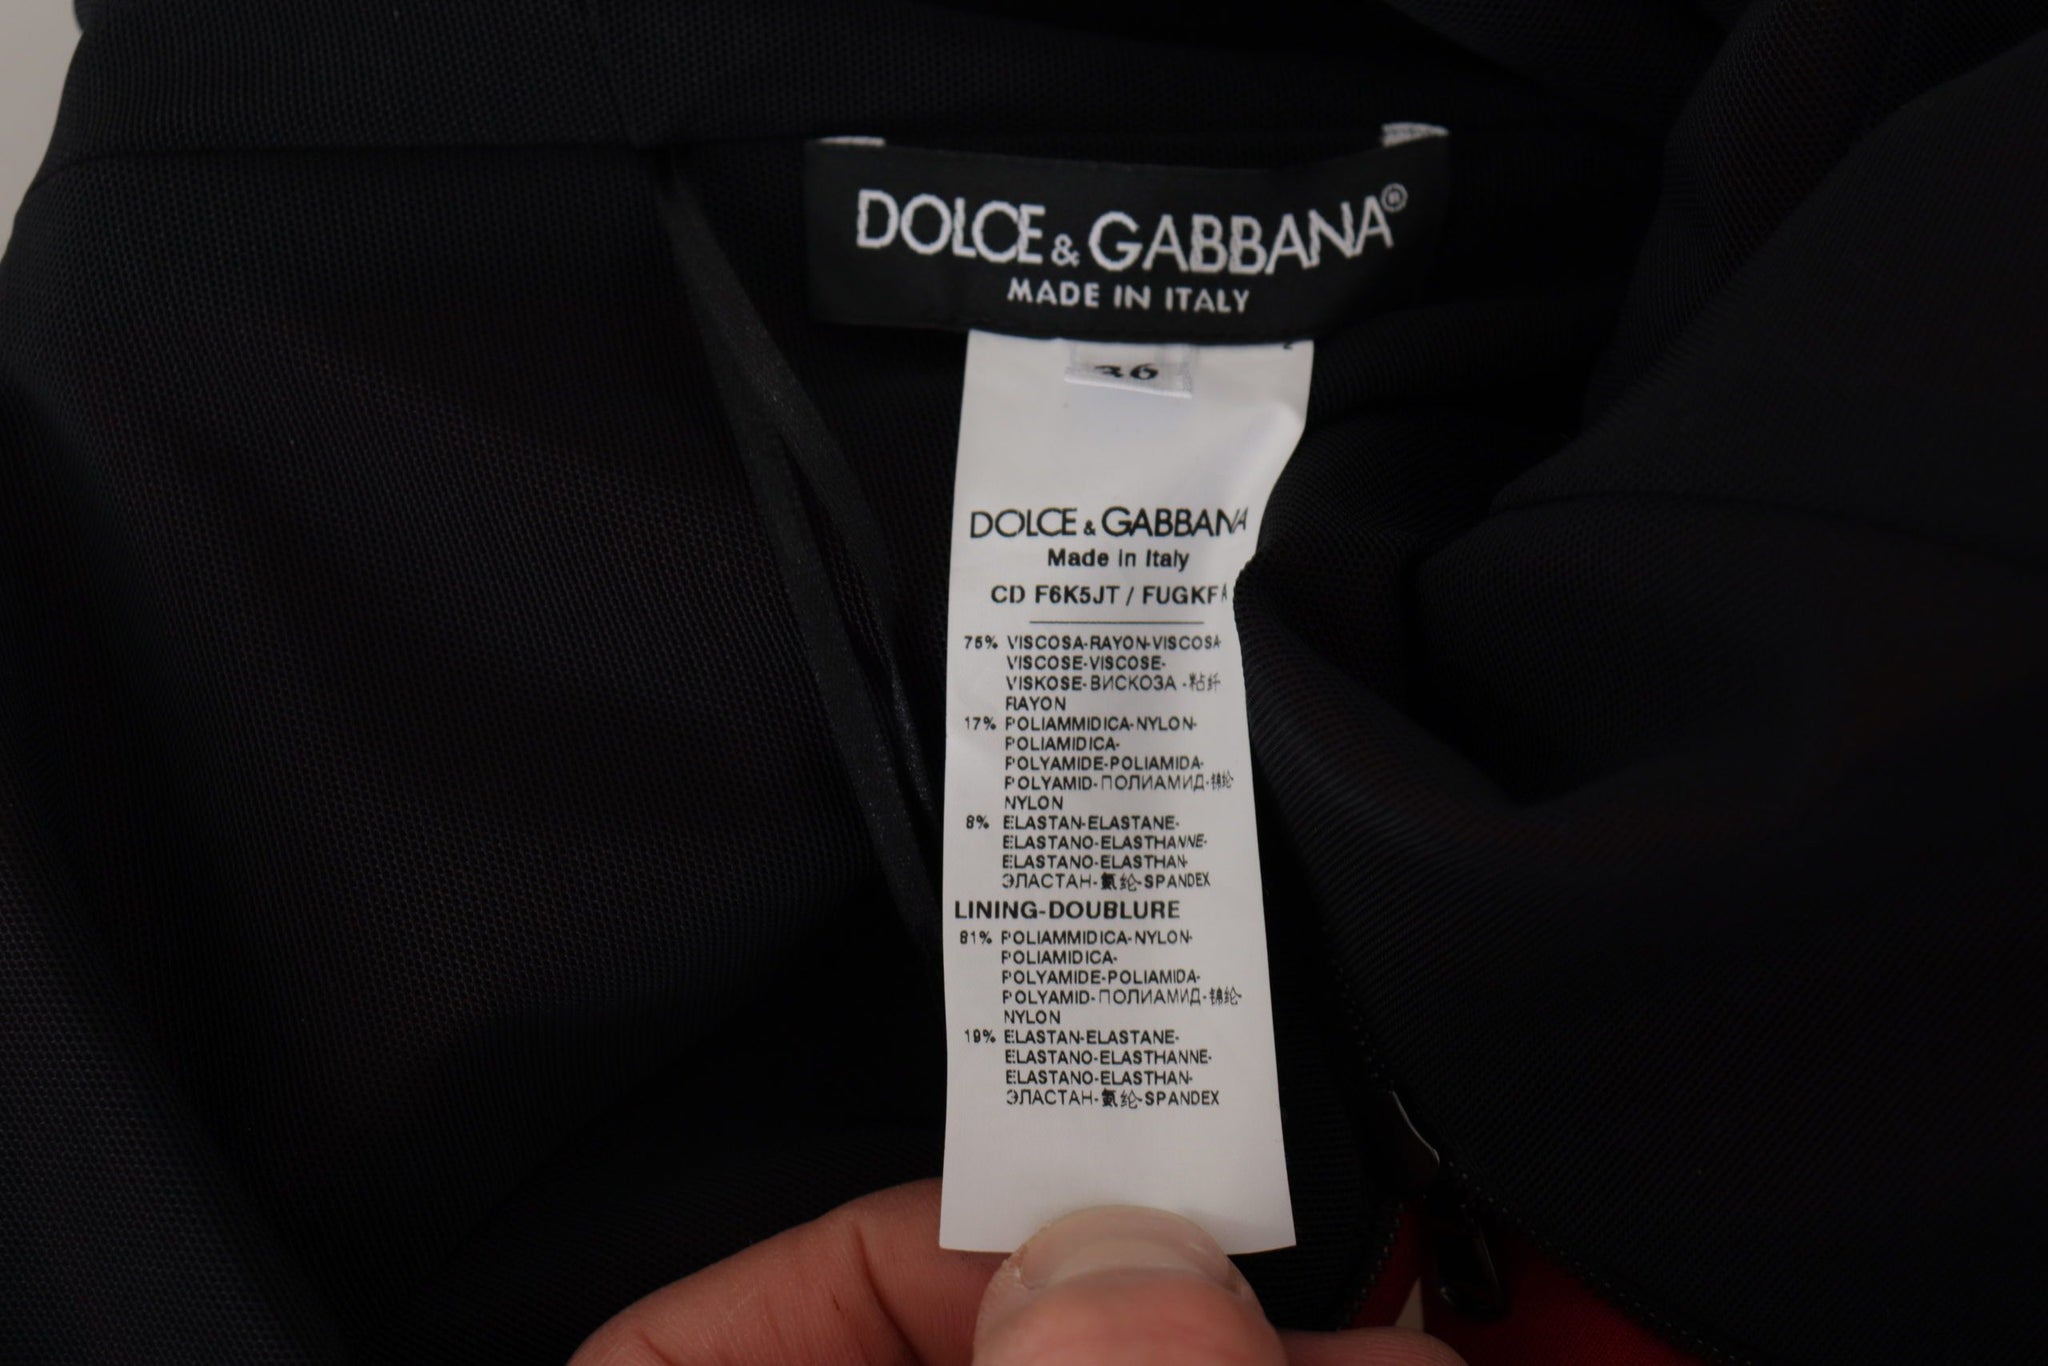 DOLCE & GABBANA®
MADE IN ITALY
36
DOLCE & GABBANA
Made in Italy
CD F6K5JT / FUGKFA
75% VISCOSA-RAYON-VISCOSA
VISCOSE-VISCOSE-
VISKOSE-ВИСКОЗА -粘纤
RAYON
17% POLIAMMIDICA-NYLON-
POLIAMIDICA-
POLYAMIDE-POLIAMIDA-
POLYAMID-ПОЛИАМИД-锦纶
NYLON
8% ELASTAN-ELASTANE-
ELASTANO-ELASTHANNE-
ELASTANO-ELASTHAN-
ЭЛАСТАН-氨纶-SPANDEX
LINING-DOUBLURE
81% POLIAMMIDICA-NYLON-
POLIAMIDICA-
POLYAMIDE-POLIAMIDA-
POLYAMID-ПОЛИАМИД-锦纶-
NYLON
19% ELASTAN-ELASTANE-
ELASTANO-ELASTHANNE-
ELASTANO-ELASTHAN-
ЭЛАСТАН-氨纶-SPANDEX